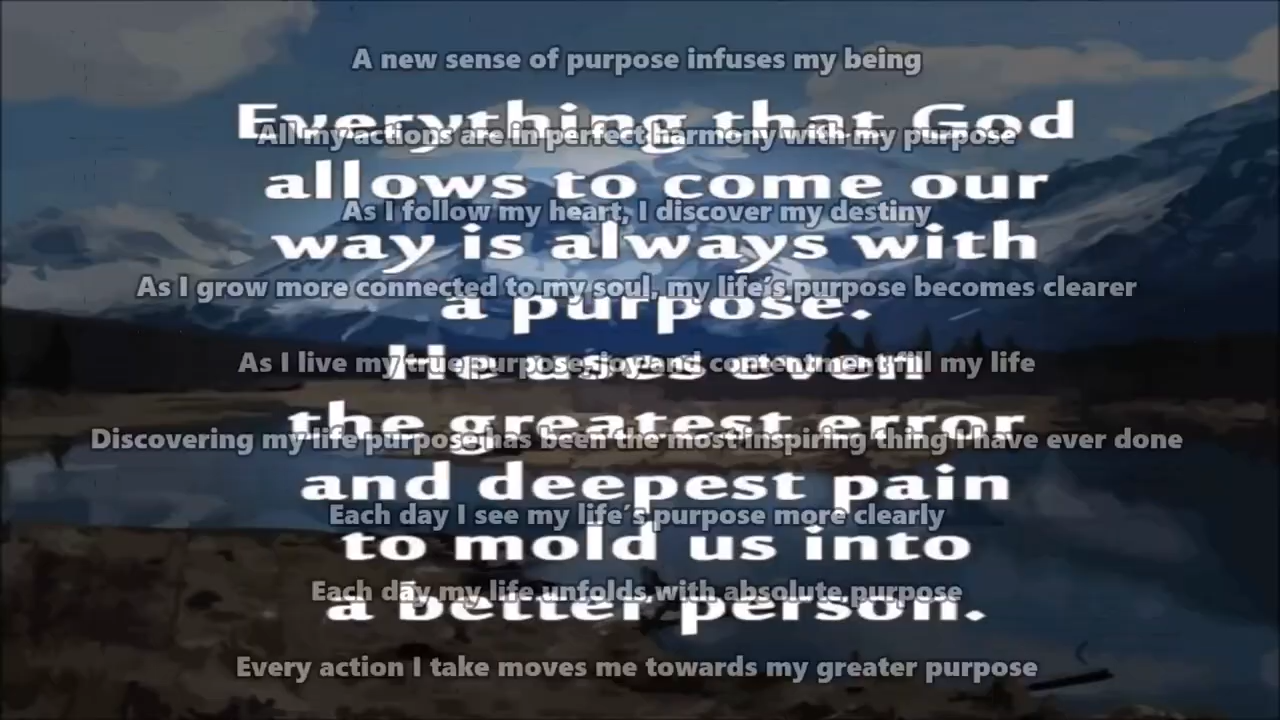 A new sense of purpose infuses my being
Everything that God
All my actions are in perfect harmony with my purpose
allows to come our
As I follow my heart, I discover my destiny
way is always with
As I grow more connected to my soul, my life's purpose becomes clearer
a purpose.
As I live my true purpose, joy and contentment fill my life
He uses even
the greatest error
Discovering my life purpose has been the most inspiring thing I have ever done
and deepest pain
Each day I see my life's purpose more clearly
to mold us into
Each day my life unfolds with absolute purpose
a better person.
Every action I take moves me towards my greater purpose